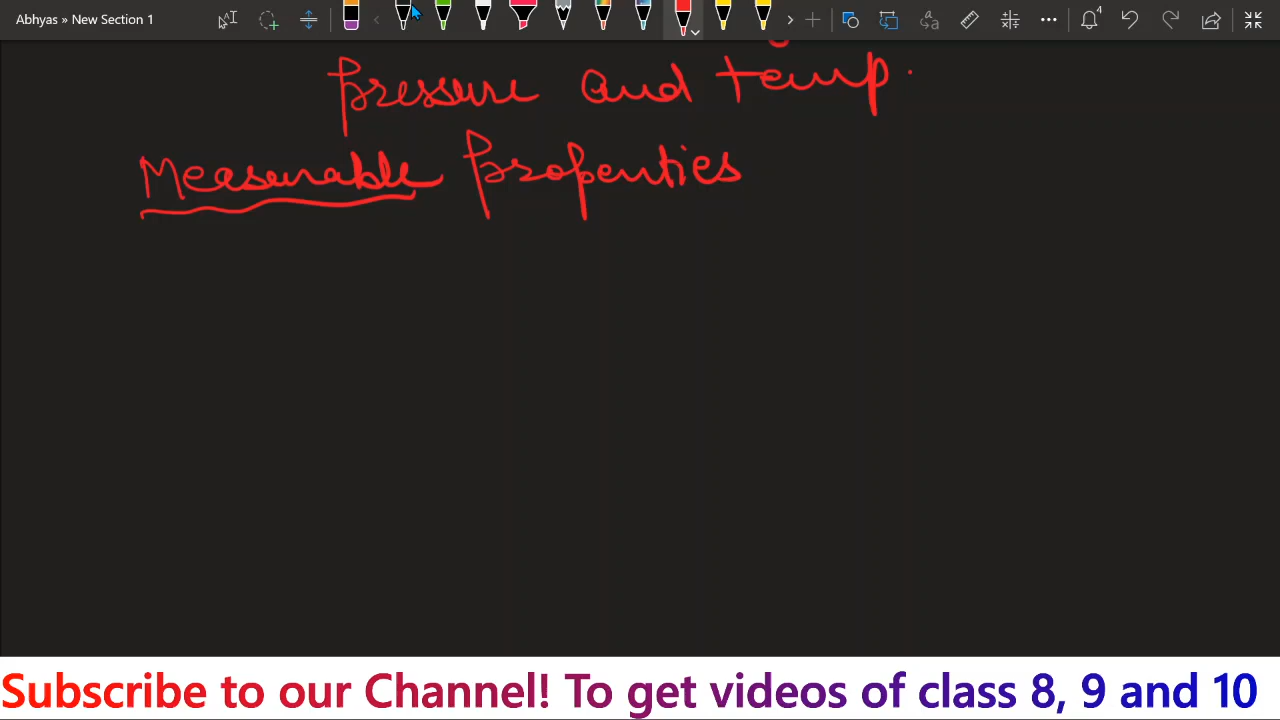 Abhyas » New Section 1
4
pressure and temp.
Measurable properties
Subscribe to our Channel! To get videos of class 8, 9 and 10